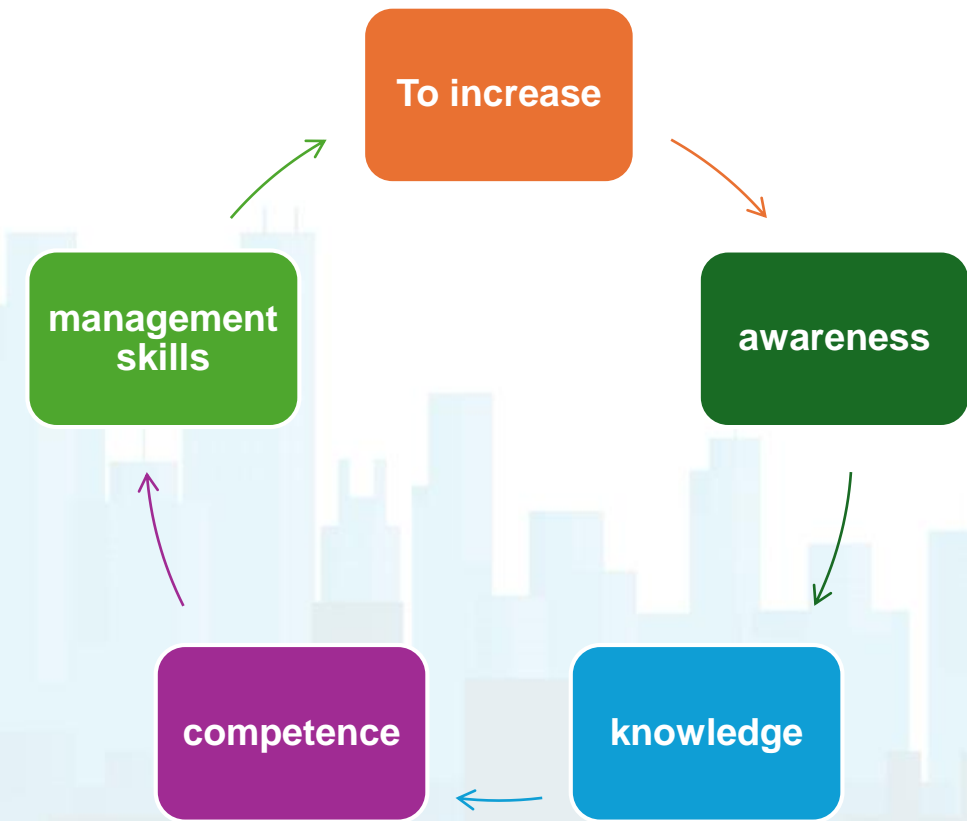 To increase
awareness
knowledge
competence
management
skills